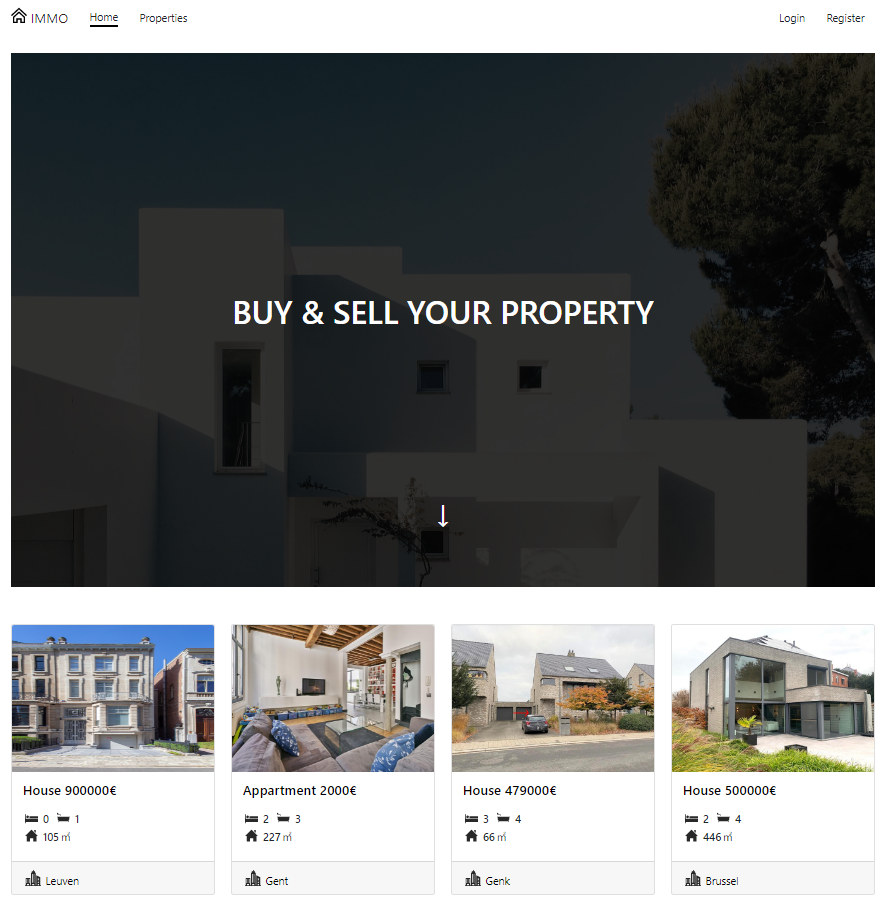 IMMO Home Properties Login Register
BUY & SELL YOUR PROPERTY
↓
House 900000€
0 1
105 ㎡
Leuven
Appartment 2000€
2 3
227 ㎡
Gent
House 479000€
3 4
66 ㎡
Genk
House 500000€
2 4
446 ㎡
Brussel